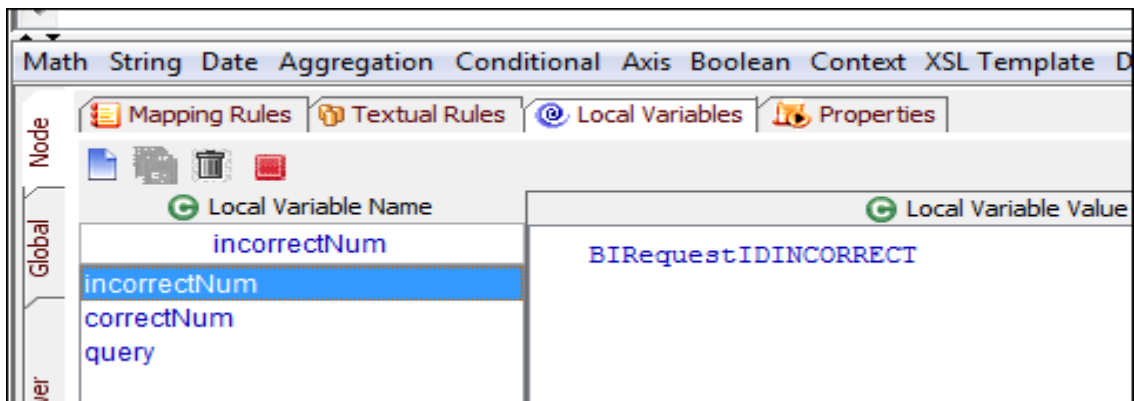 Math String Date Aggregation Conditional Axis Boolean Context XSL Template D
Node
Mapping Rules Textual Rules Local Variables Properties
Global
Local Variable Name
Local Variable Value
incorrectNum
BIRequestIDINCORRECT
incorrectNum
correctNum
query